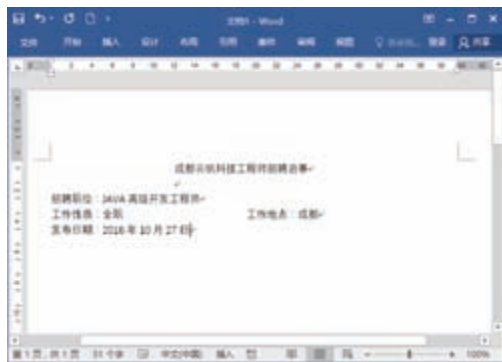 文档1 - Word
文件 开始 插入 设计 布局 引用 邮件 审阅 视图 登录 共享
成都云帆科技工程师招聘启事
招聘职位：JAVA 高级开发工程师
工作性质：全职 工作地点：成都
发布日期：2016 年 10 月 27 日
第 1 页，共 1 页 51 个字 中文(中国) 插入 100%